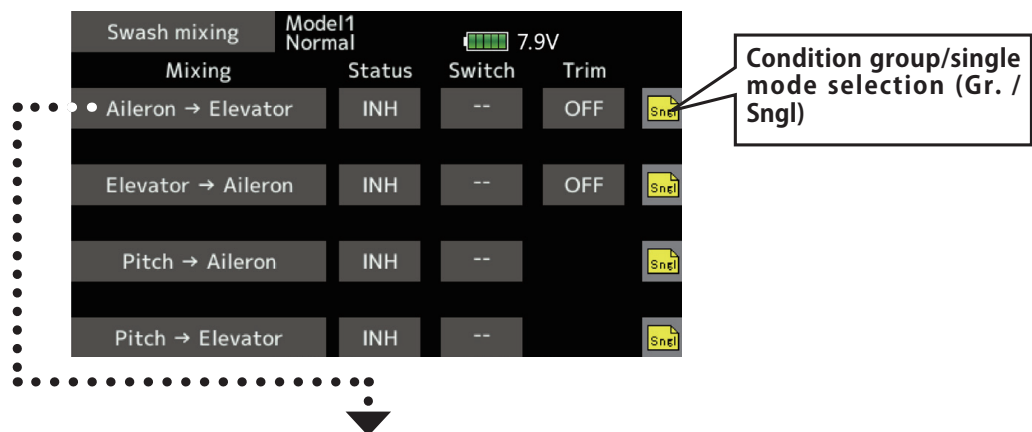 Swash mixing
Model1
Normal
7.9V
Mixing Status Switch Trim
Aileron → Elevator INH -- OFF Sngl
Elevator → Aileron INH -- OFF Sngl
Pitch → Aileron INH -- Sngl
Pitch → Elevator INH -- Sngl
Condition group/single
mode selection (Gr. /
Sngl)